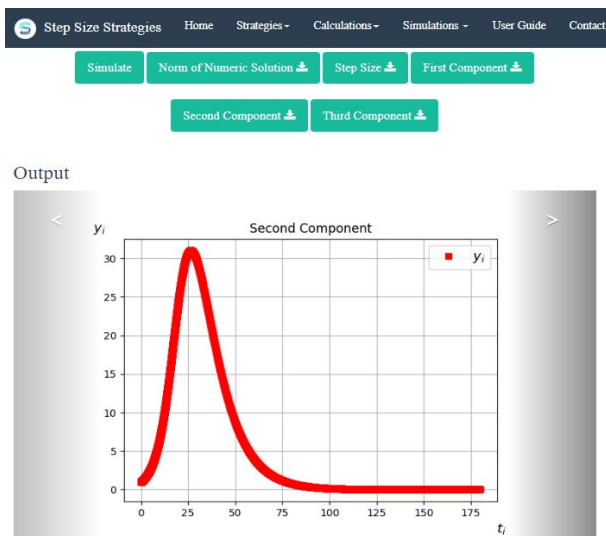 Step Size Strategies Home Strategies Calculations Simulations User Guide Contact
Simulate Norm of Numeric Solution Step Size First Component
Second Component Third Component
Output
< >
Second Component
yᵢ
yᵢ
30
25
20
15
10
5
0
0 25 50 75 100 125 150 175
tᵢ